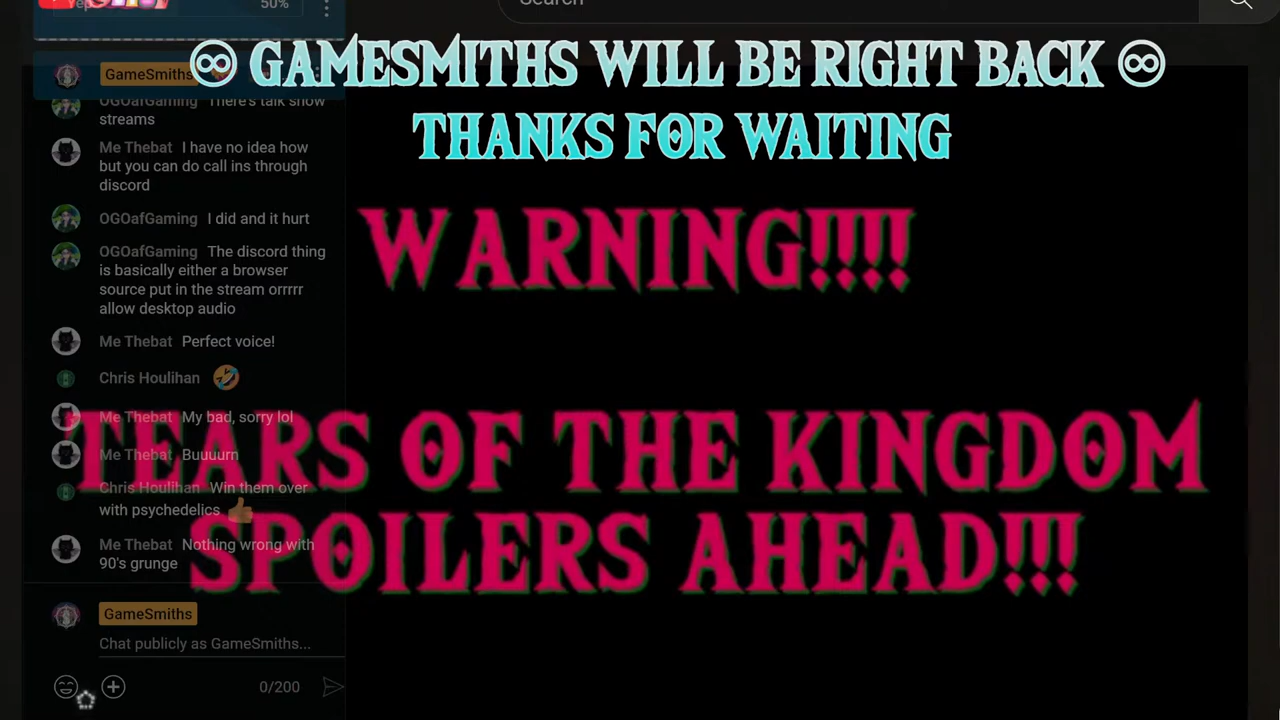 Yep 50%
Search
♾ GAMESMITHS WILL BE RIGHT BACK ♾
THANKS FOR WAITING
WARNING!!!!
TEARS OF THE KINGDOM
SPOILERS AHEAD!!!
GameSmiths
OGOafGaming There's talk show
streams
Me Thebat I have no idea how
but you can do call ins through
discord
OGOafGaming I did and it hurt
OGOafGaming The discord thing
is basically either a browser
source put in the stream orrrrr
allow desktop audio
Me Thebat Perfect voice!
Chris Houlihan 🤣
Me Thebat My bad, sorry lol
Me Thebat Buuuurn
Chris Houlihan Win them over
with psychedelics 👍
Me Thebat Nothing wrong with
90's grunge
GameSmiths
Chat publicly as GameSmiths...
0/200